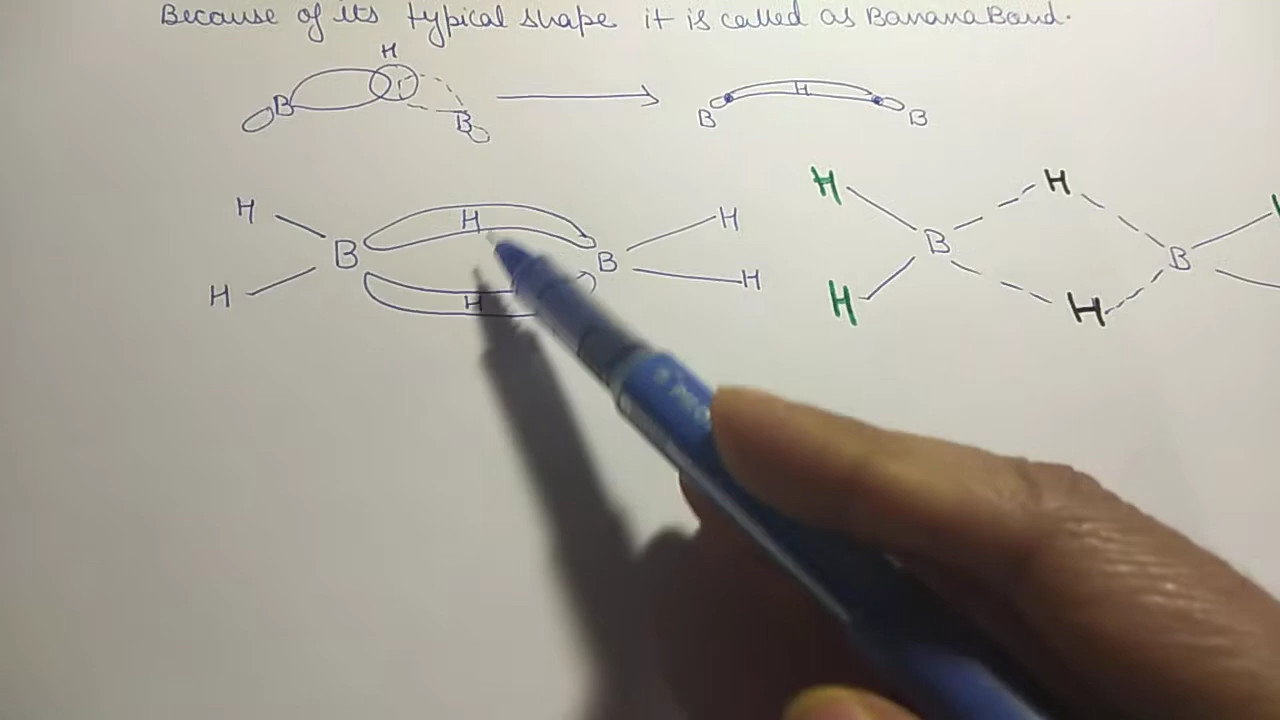 Because of its typical shape it is called as Banana Bond.
H
B B H B B
H H H H H
B B B B
H H H H H